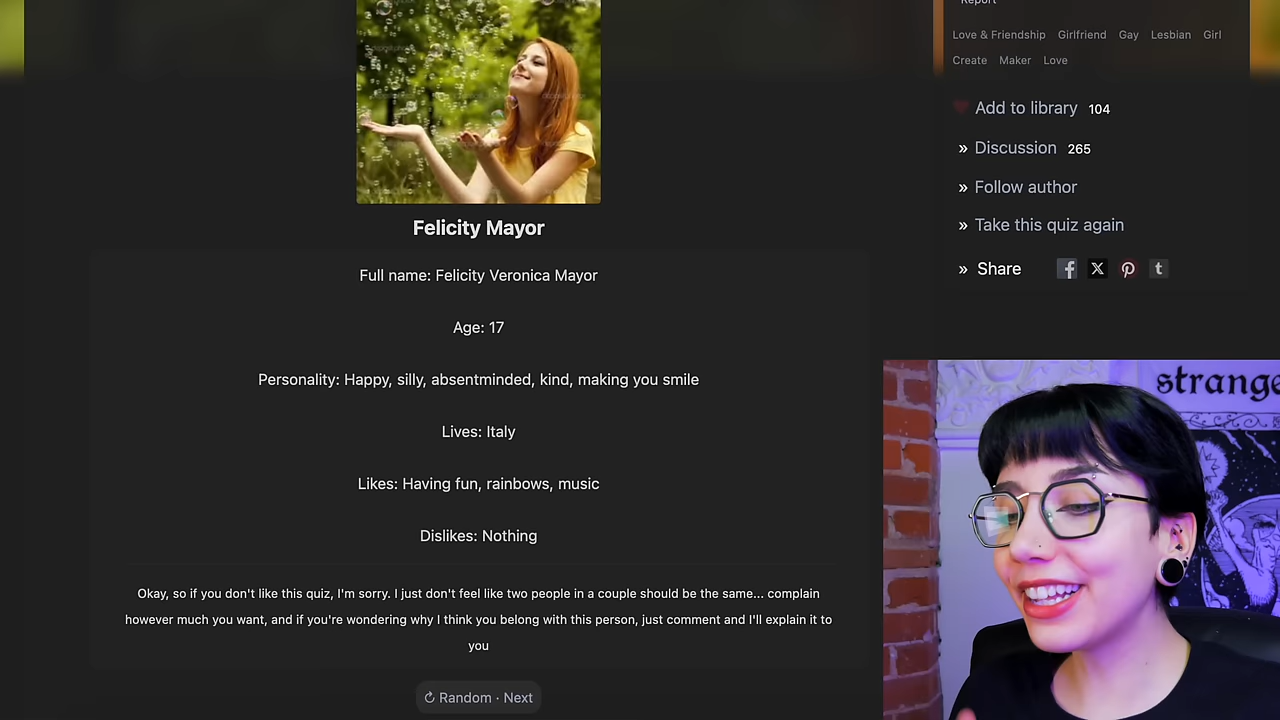 Report
Love & Friendship Girlfriend Gay Lesbian Girl
Create Maker Love
Add to library 104
» Discussion 265
» Follow author
» Take this quiz again
» Share
Felicity Mayor
Full name: Felicity Veronica Mayor
Age: 17
Personality: Happy, silly, absentminded, kind, making you smile
Lives: Italy
Likes: Having fun, rainbows, music
Dislikes: Nothing
Okay, so if you don't like this quiz, I'm sorry. I just don't feel like two people in a couple should be the same... complain
however much you want, and if you're wondering why I think you belong with this person, just comment and I'll explain it to
you
Random · Next
strange